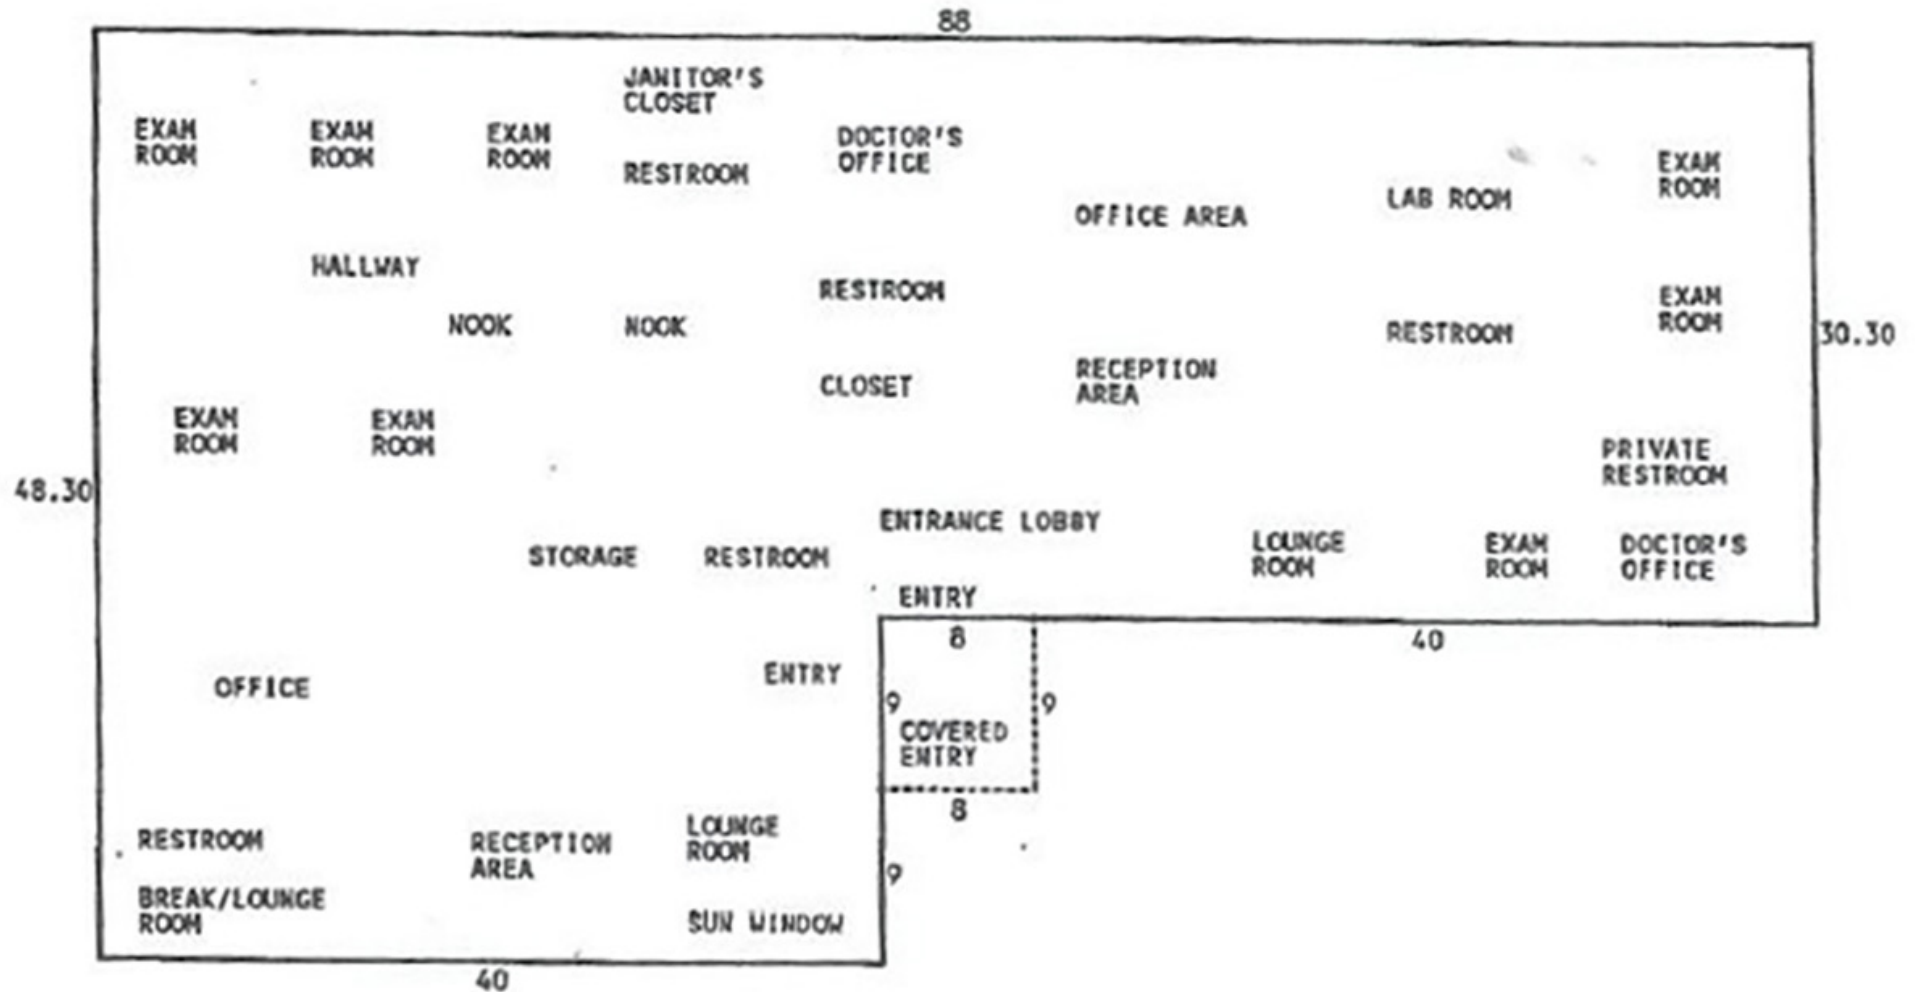 88
JANITOR'S
CLOSET
EXAM
ROOM
EXAM
ROOM
EXAM
ROOM
RESTROOM
DOCTOR'S
OFFICE
OFFICE AREA
LAB ROOM
EXAM
ROOM
HALLWAY
NOOK
NOOK
RESTROOM
CLOSET
RECEPTION
AREA
RESTROOM
EXAM
ROOM
30.30
EXAM
ROOM
EXAM
ROOM
48.30
PRIVATE
RESTROOM
STORAGE
RESTROOM
ENTRANCE LOBBY
ENTRY
LOUNGE
ROOM
EXAM
ROOM
DOCTOR'S
OFFICE
8
40
OFFICE
ENTRY
9
COVERED
ENTRY
9
8
RESTROOM
RECEPTION
AREA
LOUNGE
ROOM
9
BREAK/LOUNGE
ROOM
SUN WINDOW
40